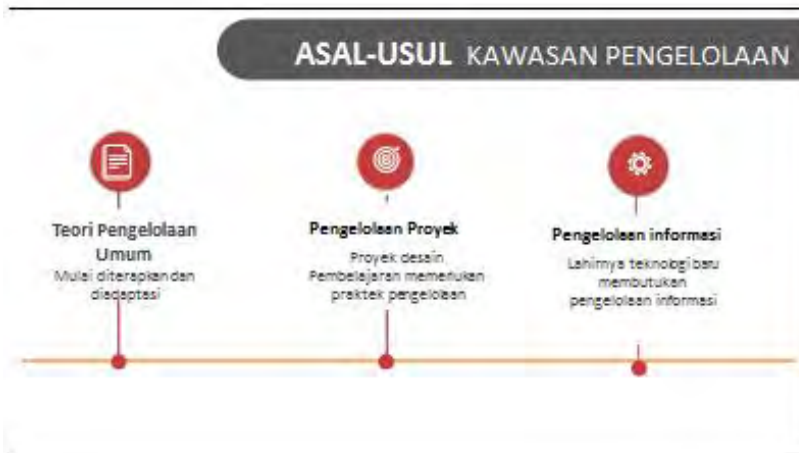 ASAL-USUL KAWASAN PENGELOLAAN
Teori Pengelolaan
Umum
Mulai diterapkan dan
diadaptasi
Pengelolaan Proyek
Proyek desain
Pembelajaran memerlukan
praktek pengelolaan
Pengelolaan informasi
Lahirnya teknologi baru
membutukan
pengelolaan informasi